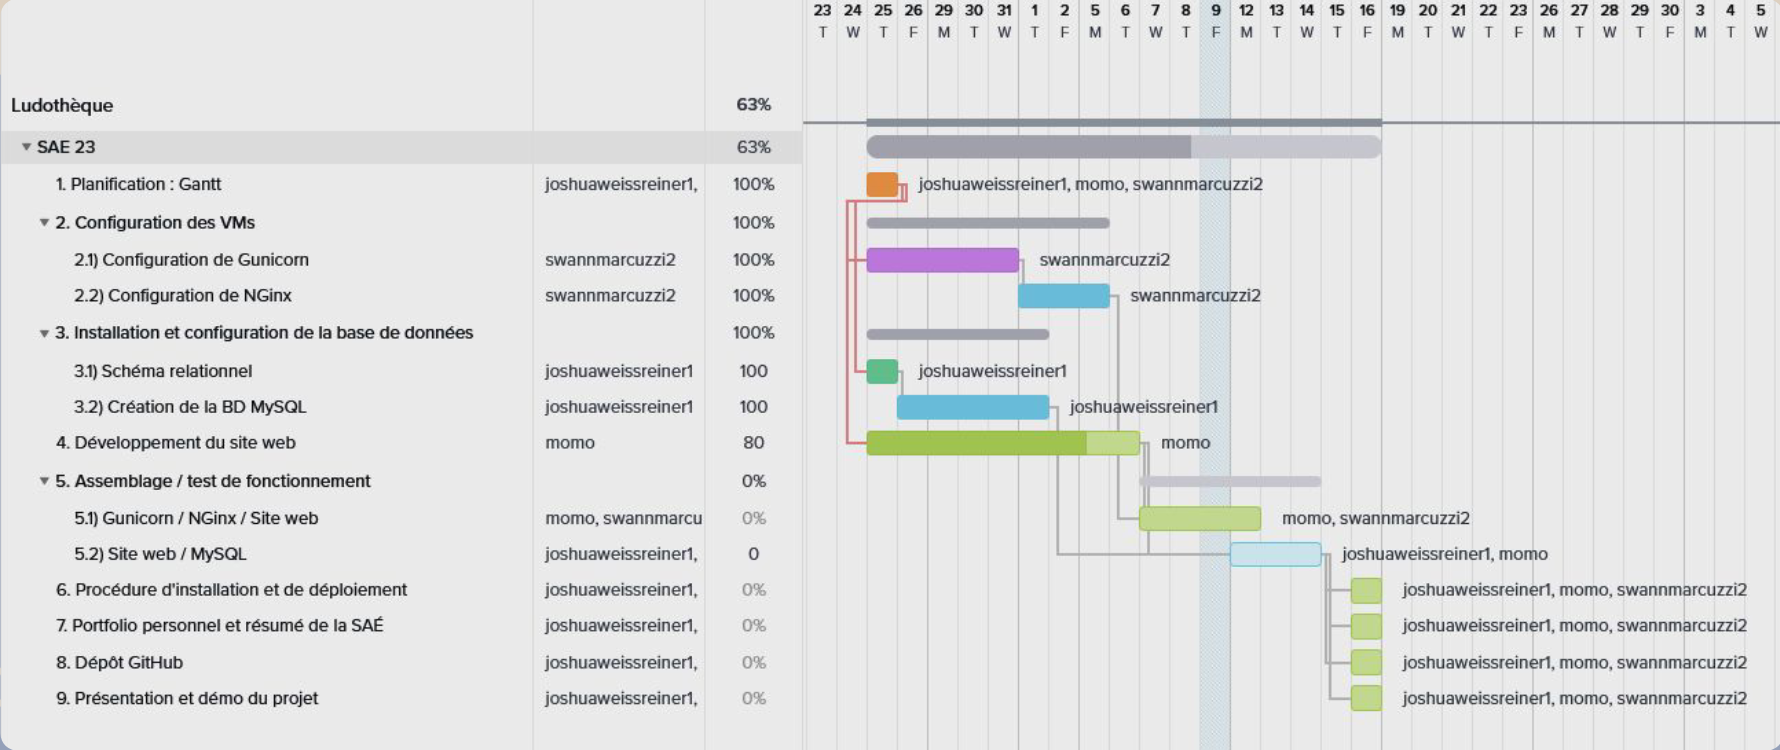 23 24 25 26 29 30 31 1 2 5 6 7 8 9 12 13 14 15 16 19 20 21 22 23 26 27 28 29 30 3 4 5
T W T F M T W T F M T W T F M T W T F M T W T F M T W T F M T W
Ludothèque 63%
SAE 23 63%
1. Planification : Gantt joshuaweissreiner1, 100% joshuaweissreiner1, momo, swannmarcuzzi2
2. Configuration des VMs 100%
2.1) Configuration de Gunicorn swannmarcuzzi2 100% swannmarcuzzi2
2.2) Configuration de NGinx swannmarcuzzi2 100% swannmarcuzzi2
3. Installation et configuration de la base de données 100%
3.1) Schéma relationnel joshuaweissreiner1 100 joshuaweissreiner1
3.2) Création de la BD MySQL joshuaweissreiner1 100 joshuaweissreiner1
4. Développement du site web momo 80 momo
5. Assemblage / test de fonctionnement 0%
5.1) Gunicorn / NGinx / Site web momo, swannmarcu 0% momo, swannmarcuzzi2
5.2) Site web / MySQL joshuaweissreiner1, 0 joshuaweissreiner1, momo
6. Procédure d'installation et de déploiement joshuaweissreiner1, 0% joshuaweissreiner1, momo, swannmarcuzzi2
7. Portfolio personnel et résumé de la SAÉ joshuaweissreiner1, 0% joshuaweissreiner1, momo, swannmarcuzzi2
8. Dépôt GitHub joshuaweissreiner1, 0% joshuaweissreiner1, momo, swannmarcuzzi2
9. Présentation et démo du projet joshuaweissreiner1, 0% joshuaweissreiner1, momo, swannmarcuzzi2